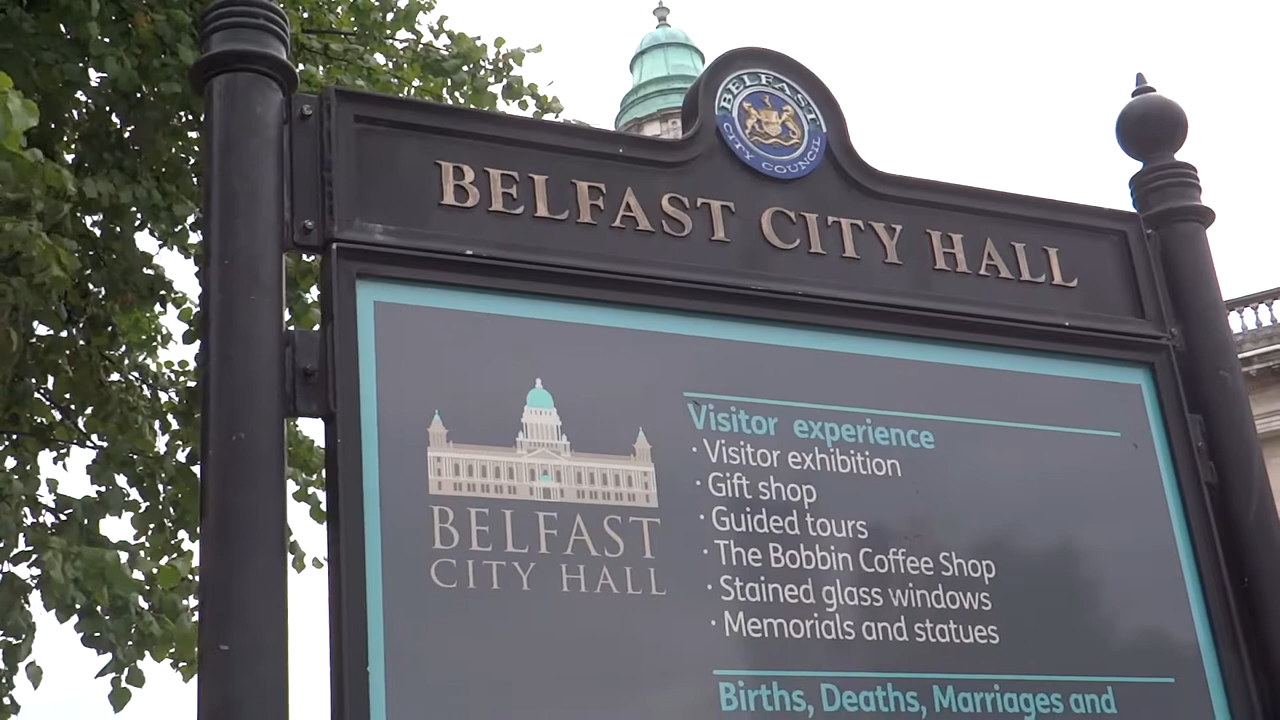 BELFAST
CITY COUNCIL
BELFAST CITY HALL
BELFAST
CITY HALL
Visitor experience
· Visitor exhibition
· Gift shop
· Guided tours
· The Bobbin Coffee Shop
· Stained glass windows
· Memorials and statues
Births, Deaths, Marriages and